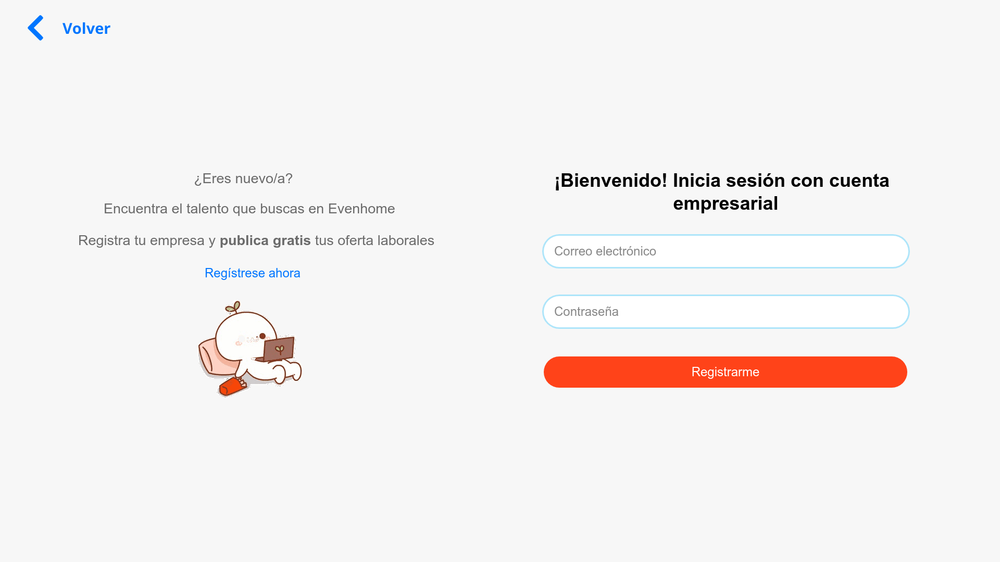 Volver
¿Eres nuevo/a?
Encuentra el talento que buscas en Evenhome
Registra tu empresa y publica gratis tus oferta laborales
Regístrese ahora
¡Bienvenido! Inicia sesión con cuenta
empresarial
Correo electrónico
Contraseña
Registrarme